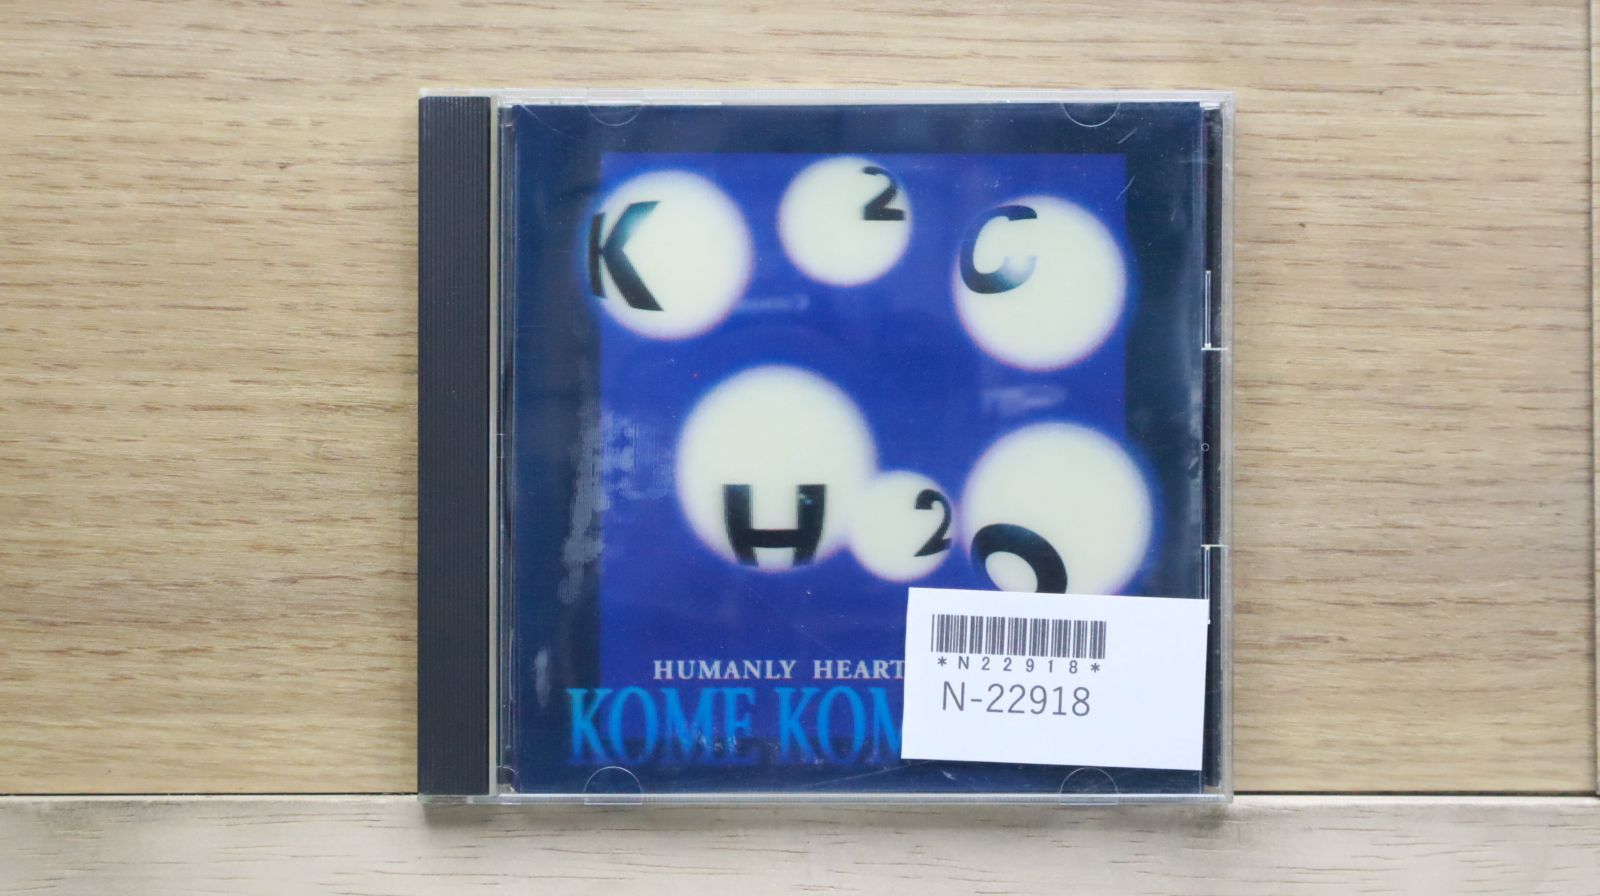 K 2 C
H 2 O
HUMANLY HEART
KOME KOM
*N22918*
N-22918